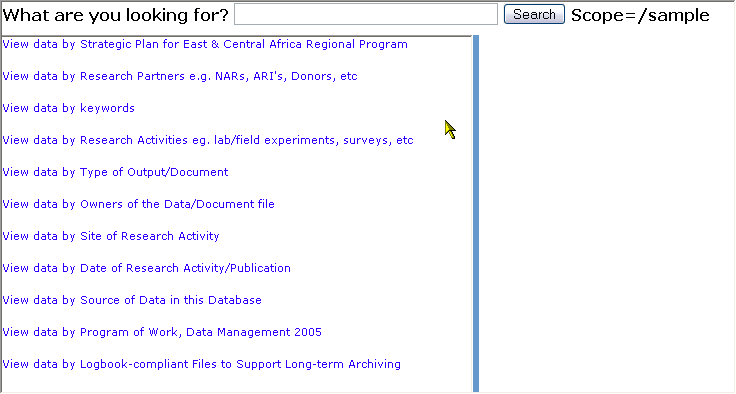 What are you looking for? Search Scope=/sample
View data by Strategic Plan for East & Central Africa Regional Program
View data by Research Partners e.g. NARs, ARI's, Donors, etc
View data by keywords
View data by Research Activities eg. lab/field experiments, surveys, etc
View data by Type of Output/Document
View data by Owners of the Data/Document file
View data by Site of Research Activity
View data by Date of Research Activity/Publication
View data by Source of Data in this Database
View data by Program of Work, Data Management 2005
View data by Logbook-compliant Files to Support Long-term Archiving